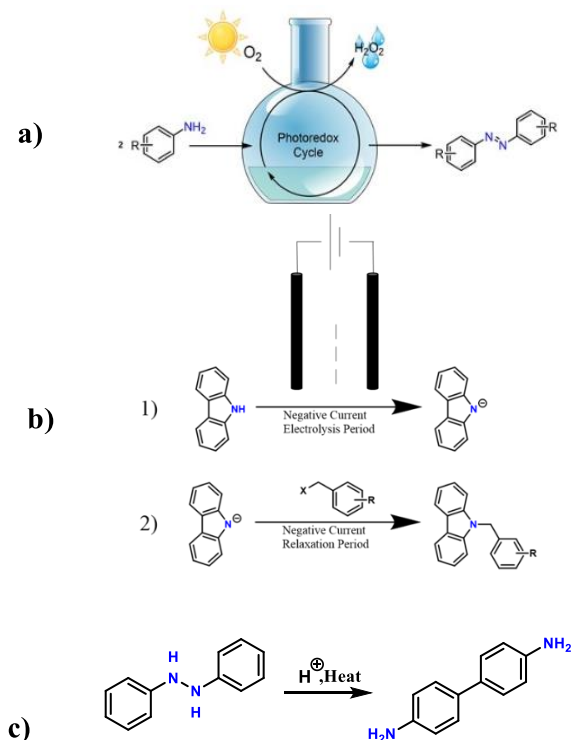 O₂
H₂O₂
a)
2
R
NH₂
Photoredox
Cycle
R
N
N
R
b)
1)
NH
Negative Current
Electrolysis Period
N⊖
2)
N⊖
X
R
Negative Current
Relaxation Period
N
R
c)
H
N
N
H
H⊕,Heat
NH₂
H₂N